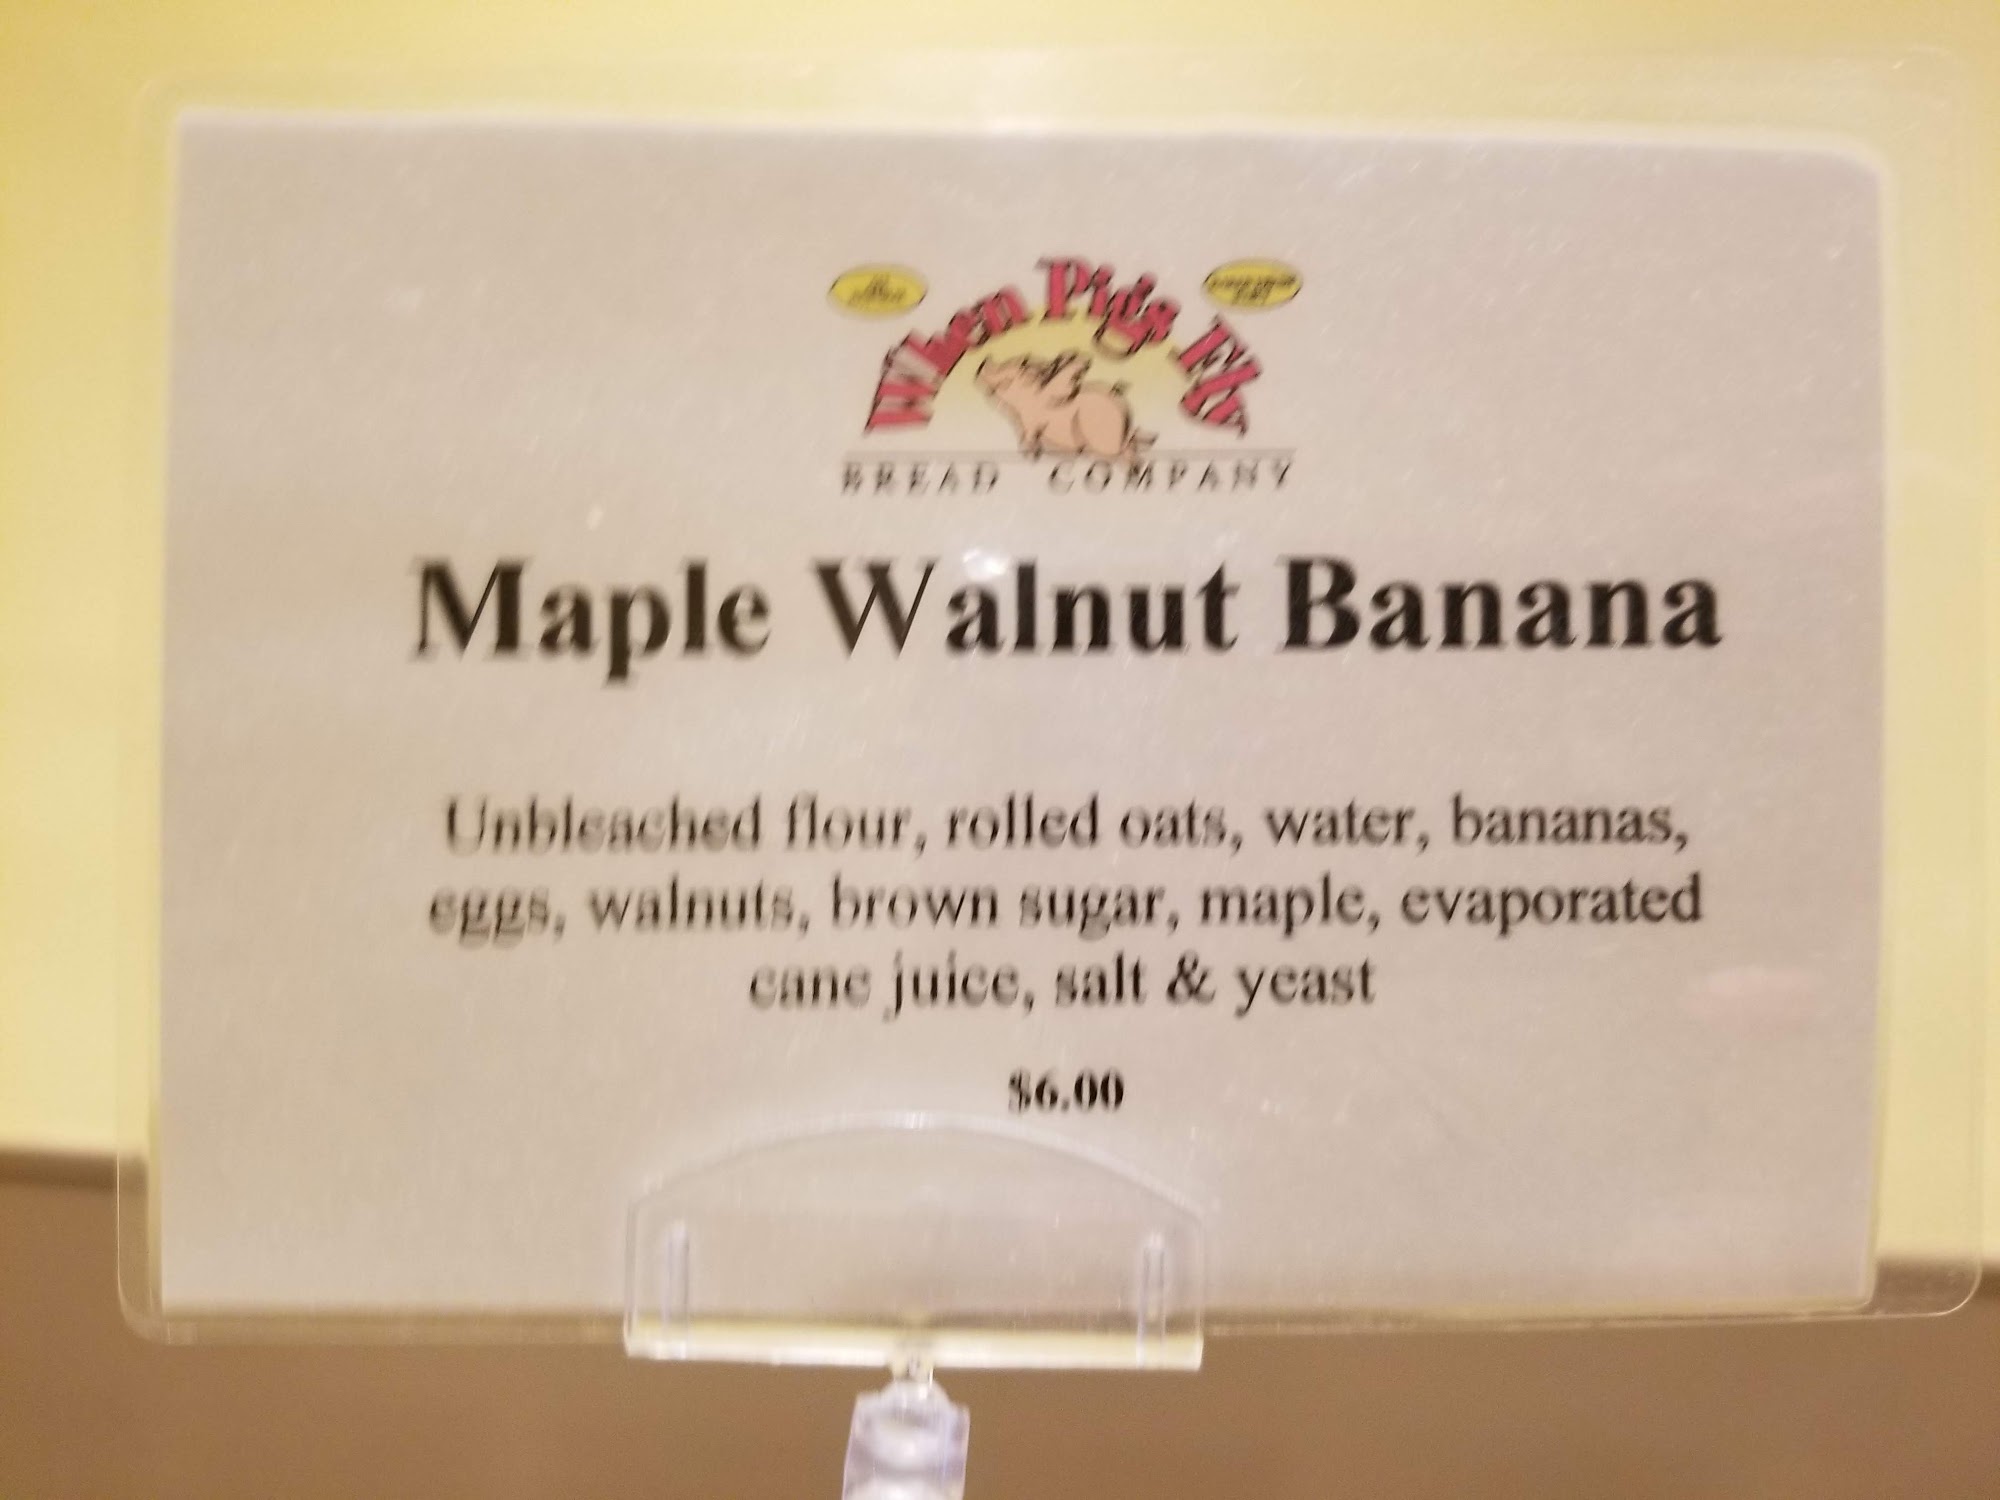 When Pigs Fly
BREAD COMPANY
Maple Walnut Banana
Unbleached flour, rolled oats, water, bananas,
eggs, walnuts, brown sugar, maple, evaporated
cane juice, salt & yeast
$6.00